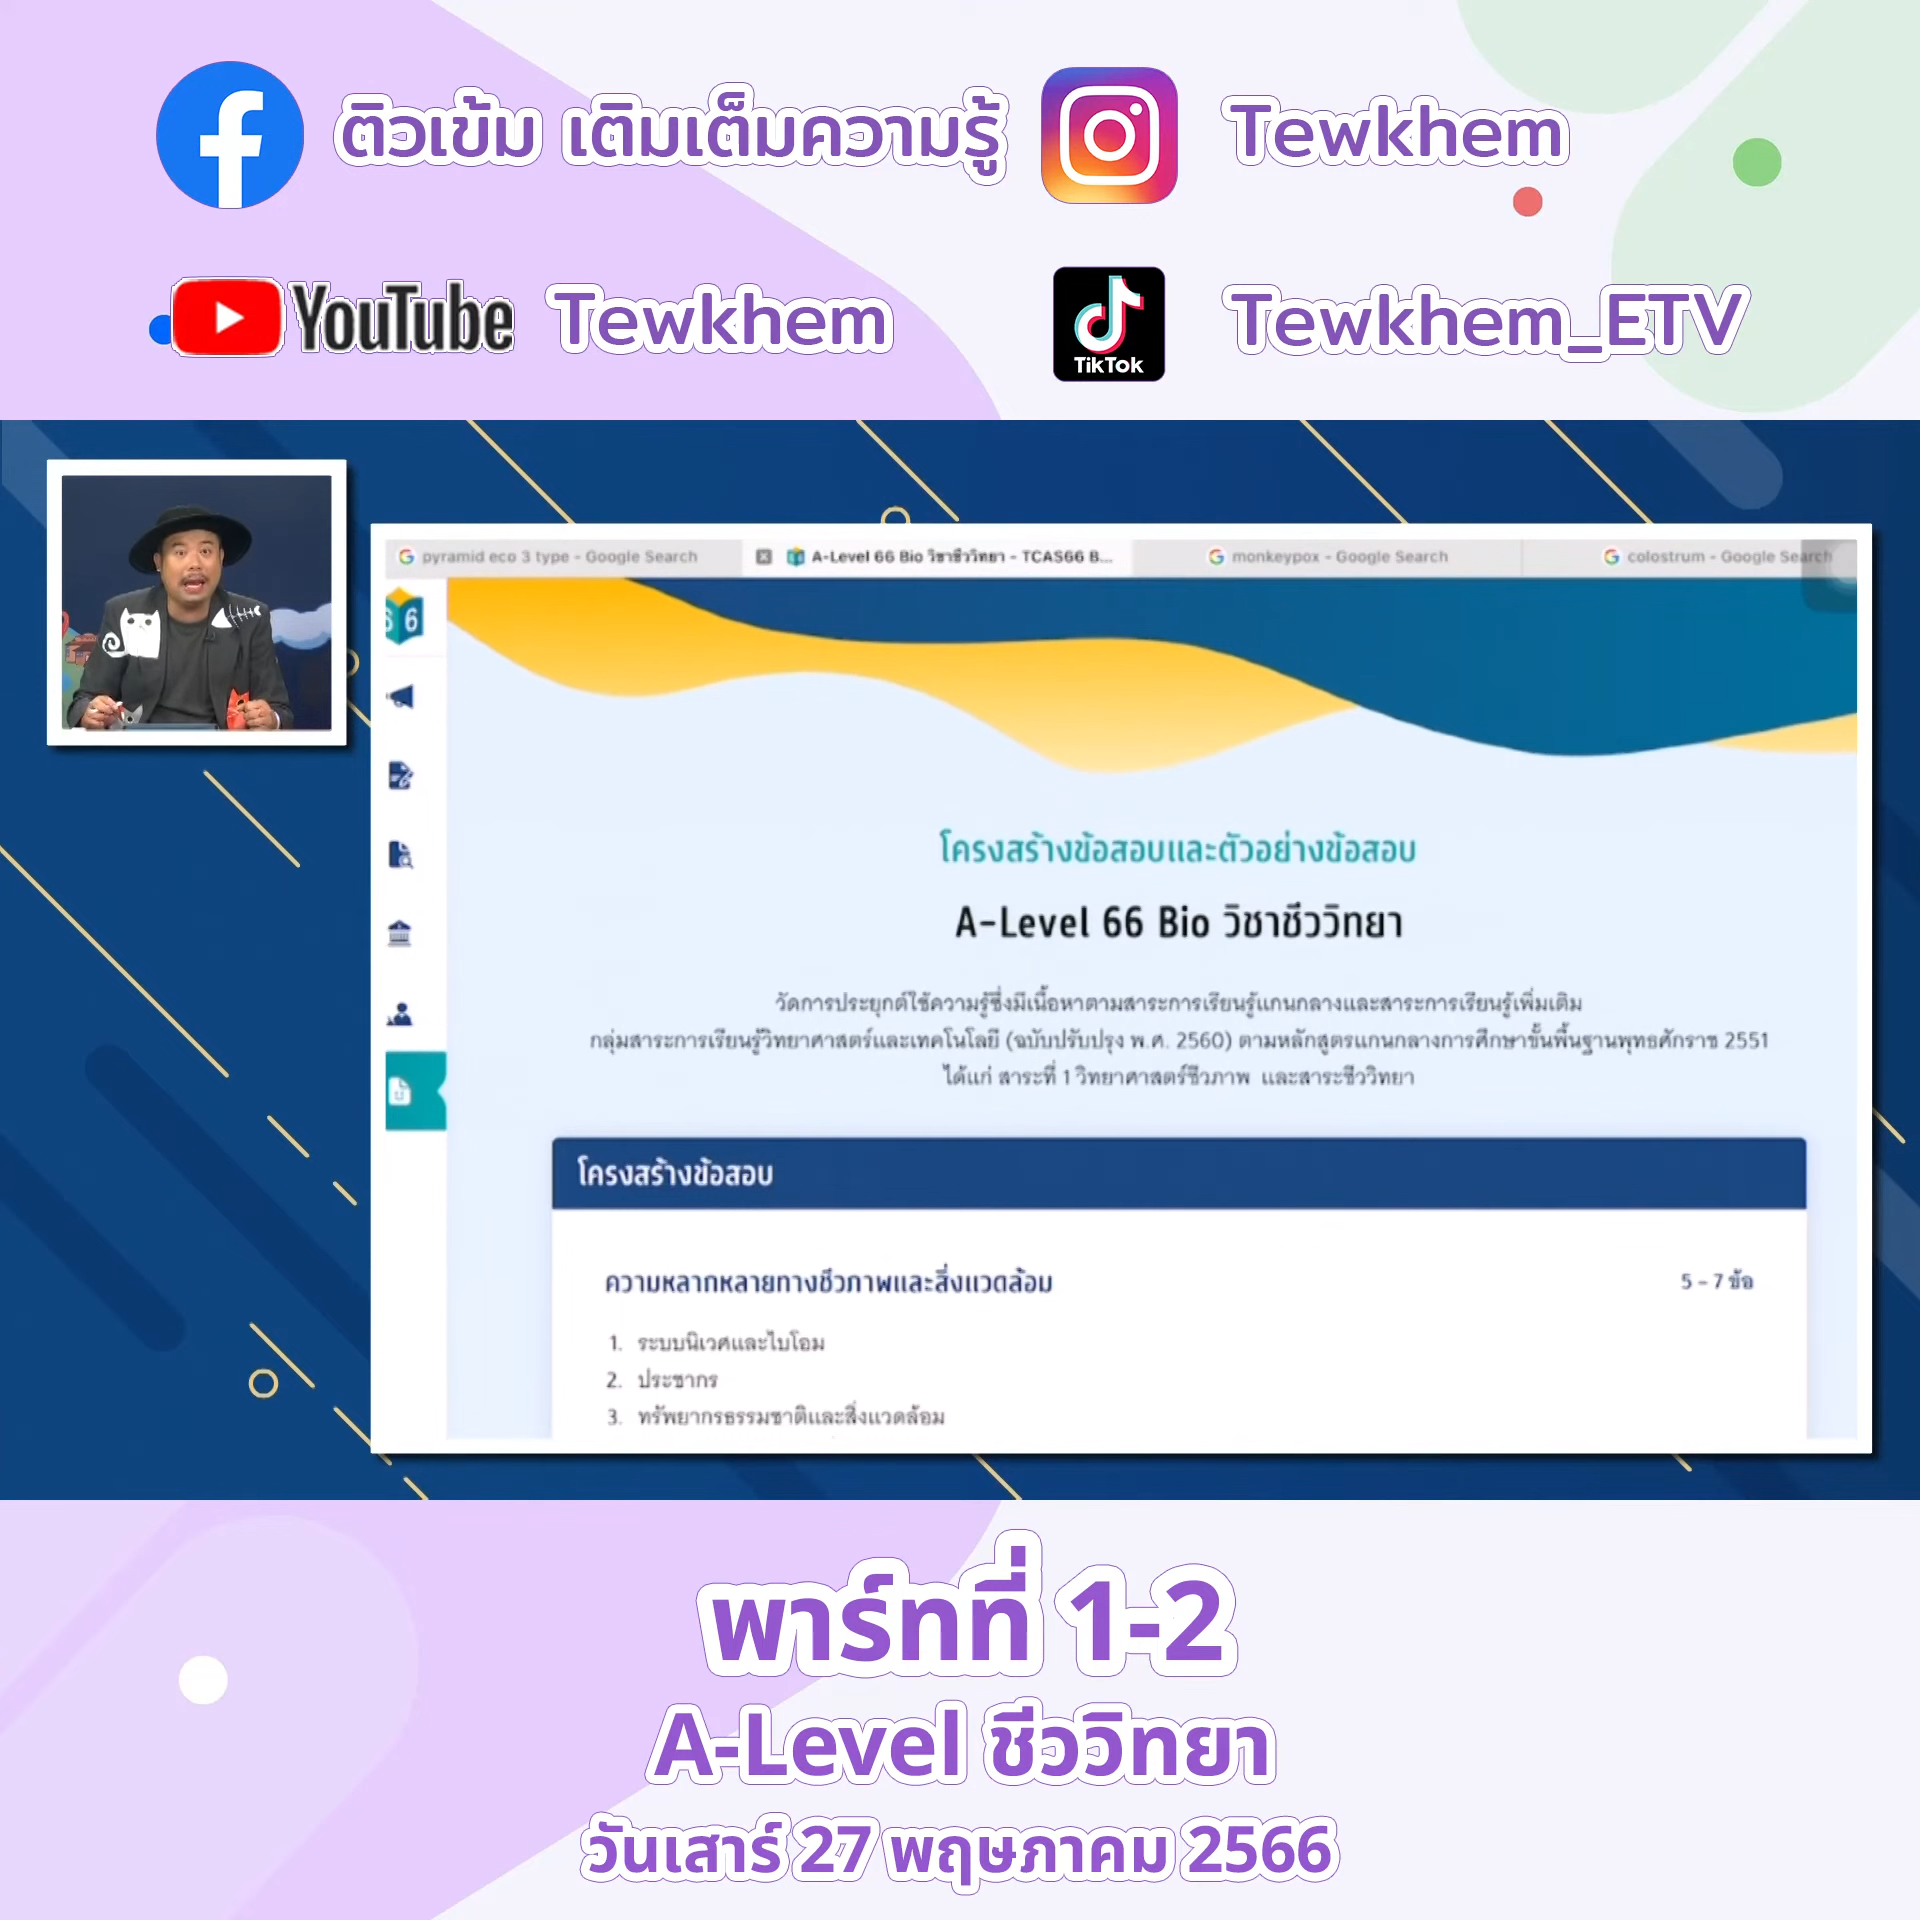 ติวเข้ม เติมเต็มความรู้
Tewkhem
YouTube Tewkhem
TikTok
Tewkhem_ETV
pyramid eco 3 type - Google Search
A-Level 66 Bio วิชาชีววิทยา - TCAS66 B...
monkeypox - Google Search
colostrum - Google Search
6 6
โครงสร้างข้อสอบและตัวอย่างข้อสอบ
A-Level 66 Bio วิชาชีววิทยา
วัดการประยุกต์ใช้ความรู้ซึ่งมีเนื้อหาตามสาระการเรียนรู้แกนกลางและสาระการเรียนรู้เพิ่มเติม
กลุ่มสาระการเรียนรู้วิทยาศาสตร์และเทคโนโลยี (ฉบับปรับปรุง พ.ศ. 2560) ตามหลักสูตรแกนกลางการศึกษาขั้นพื้นฐานพุทธศักราช 2551
ได้แก่ สาระที่ 1 วิทยาศาสตร์ชีวภาพ และสาระชีววิทยา
โครงสร้างข้อสอบ
ความหลากหลายทางชีวภาพและสิ่งแวดล้อม 5 - 7 ข้อ
1. ระบบนิเวศและไบโอม
2. ประชากร
3. ทรัพยากรธรรมชาติและสิ่งแวดล้อม
พาร์ทที่ 1-2
A-Level ชีววิทยา
วันเสาร์ 27 พฤษภาคม 2566